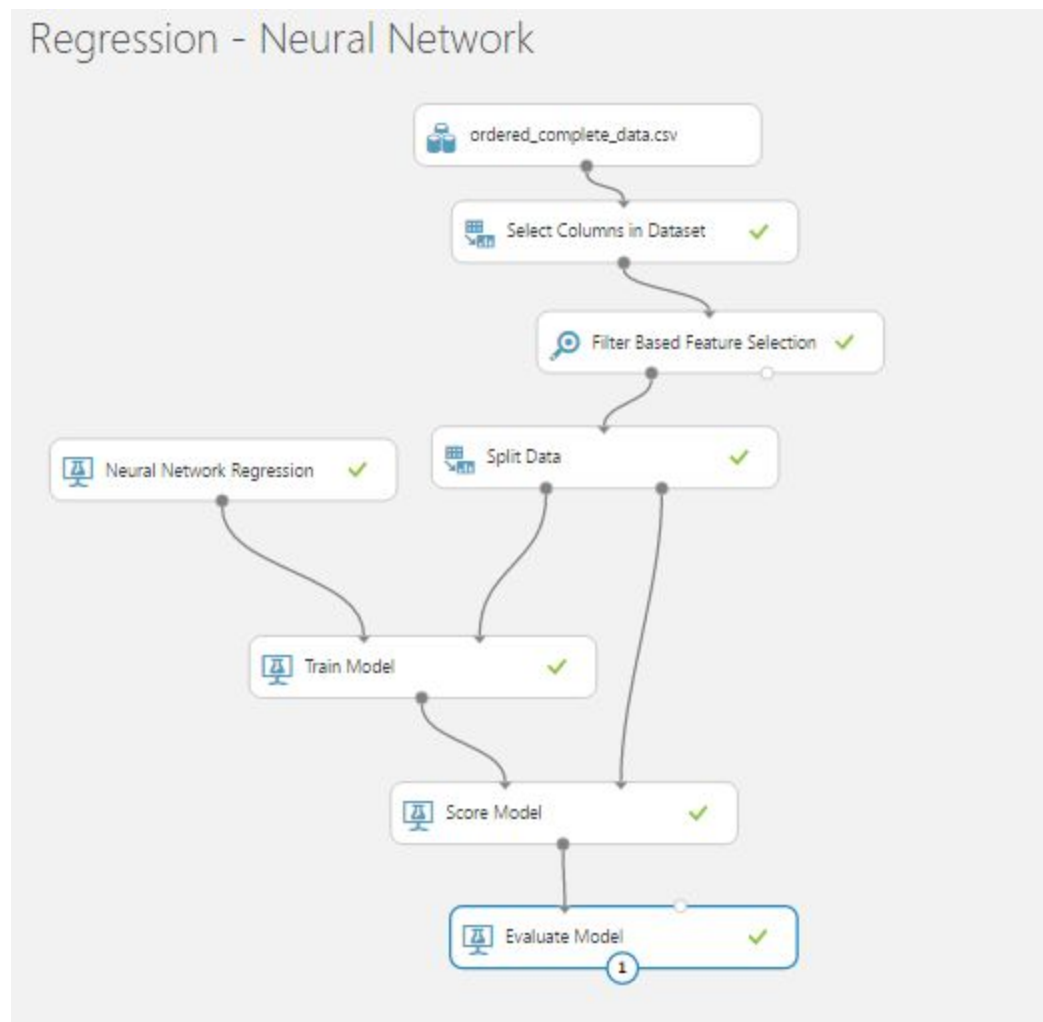 Regression - Neural Network
ordered_complete_data.csv
Select Columns in Dataset
Filter Based Feature Selection
Split Data
Neural Network Regression
Train Model
Score Model
Evaluate Model
1